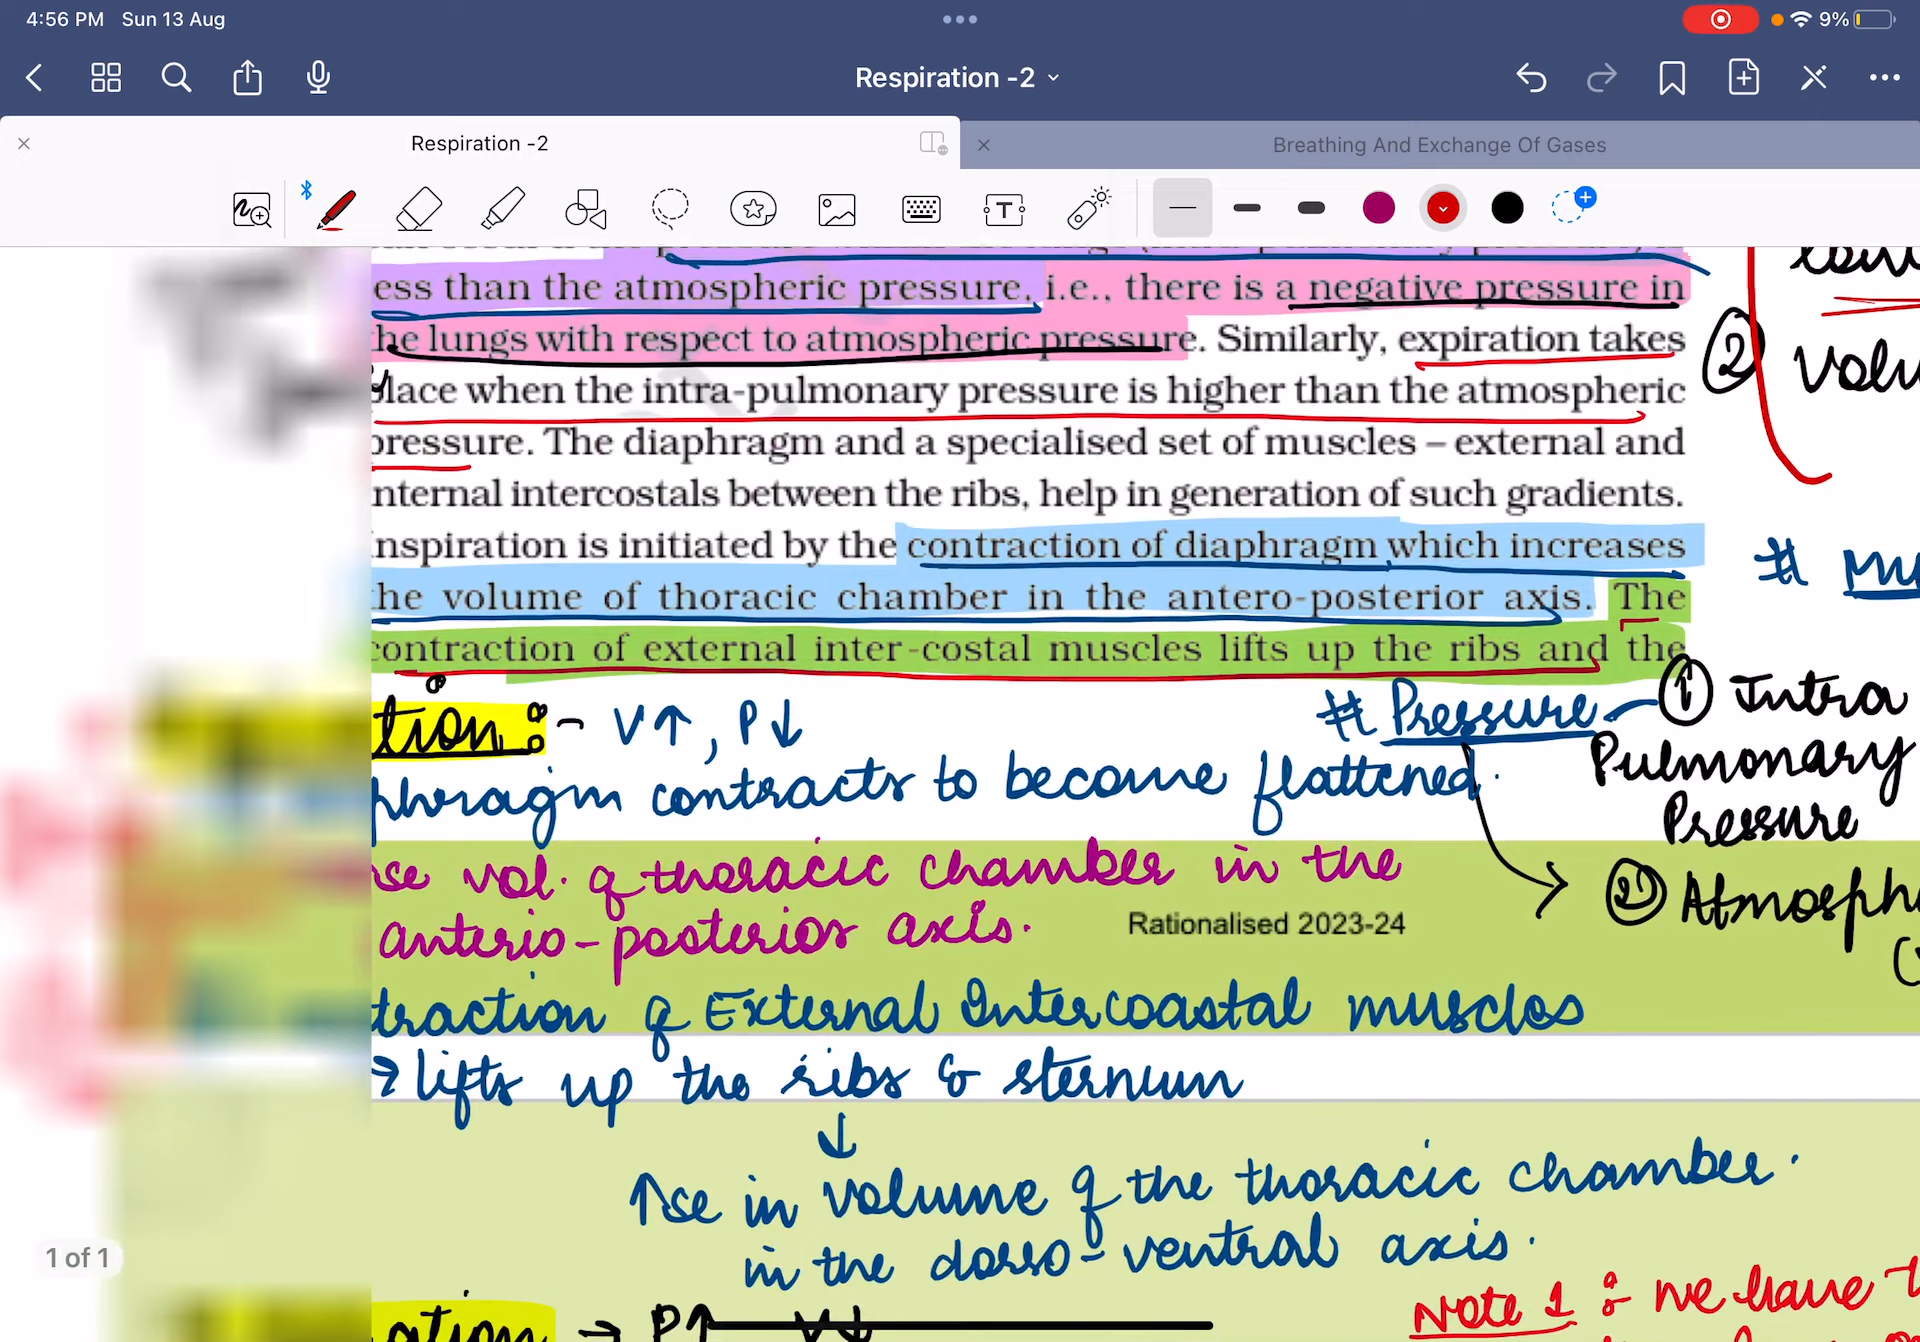 4:56 PM Sun 13 Aug
9%
Respiration -2
Respiration -2
Breathing And Exchange Of Gases
ess than the atmospheric pressure, i.e., there is a negative pressure in
he lungs with respect to atmospheric pressure. Similarly, expiration takes
② Volu
lace when the intra-pulmonary pressure is higher than the atmospheric
pressure. The diaphragm and a specialised set of muscles – external and
nternal intercostals between the ribs, help in generation of such gradients.
nspiration is initiated by the contraction of diaphragm which increases
# Mu
he volume of thoracic chamber in the antero-posterior axis. The
contraction of external inter-costal muscles lifts up the ribs and the
tion :- V↑, P↓
# Pressure ① Intra
Pulmonary
Pressure
phragm contracts to become flattened.
se vol. of thoracic chamber in the
② Atmosph
anterio-posterior axis.
Rationalised 2023-24
traction of External Intercoastal muscles
→ lifts up the ribs & sternum
↓
↑se in volume of the thoracic chamber.
in the dorso-ventral axis.
1 of 1
Note 1 : we have t
ation → P↑ V↓